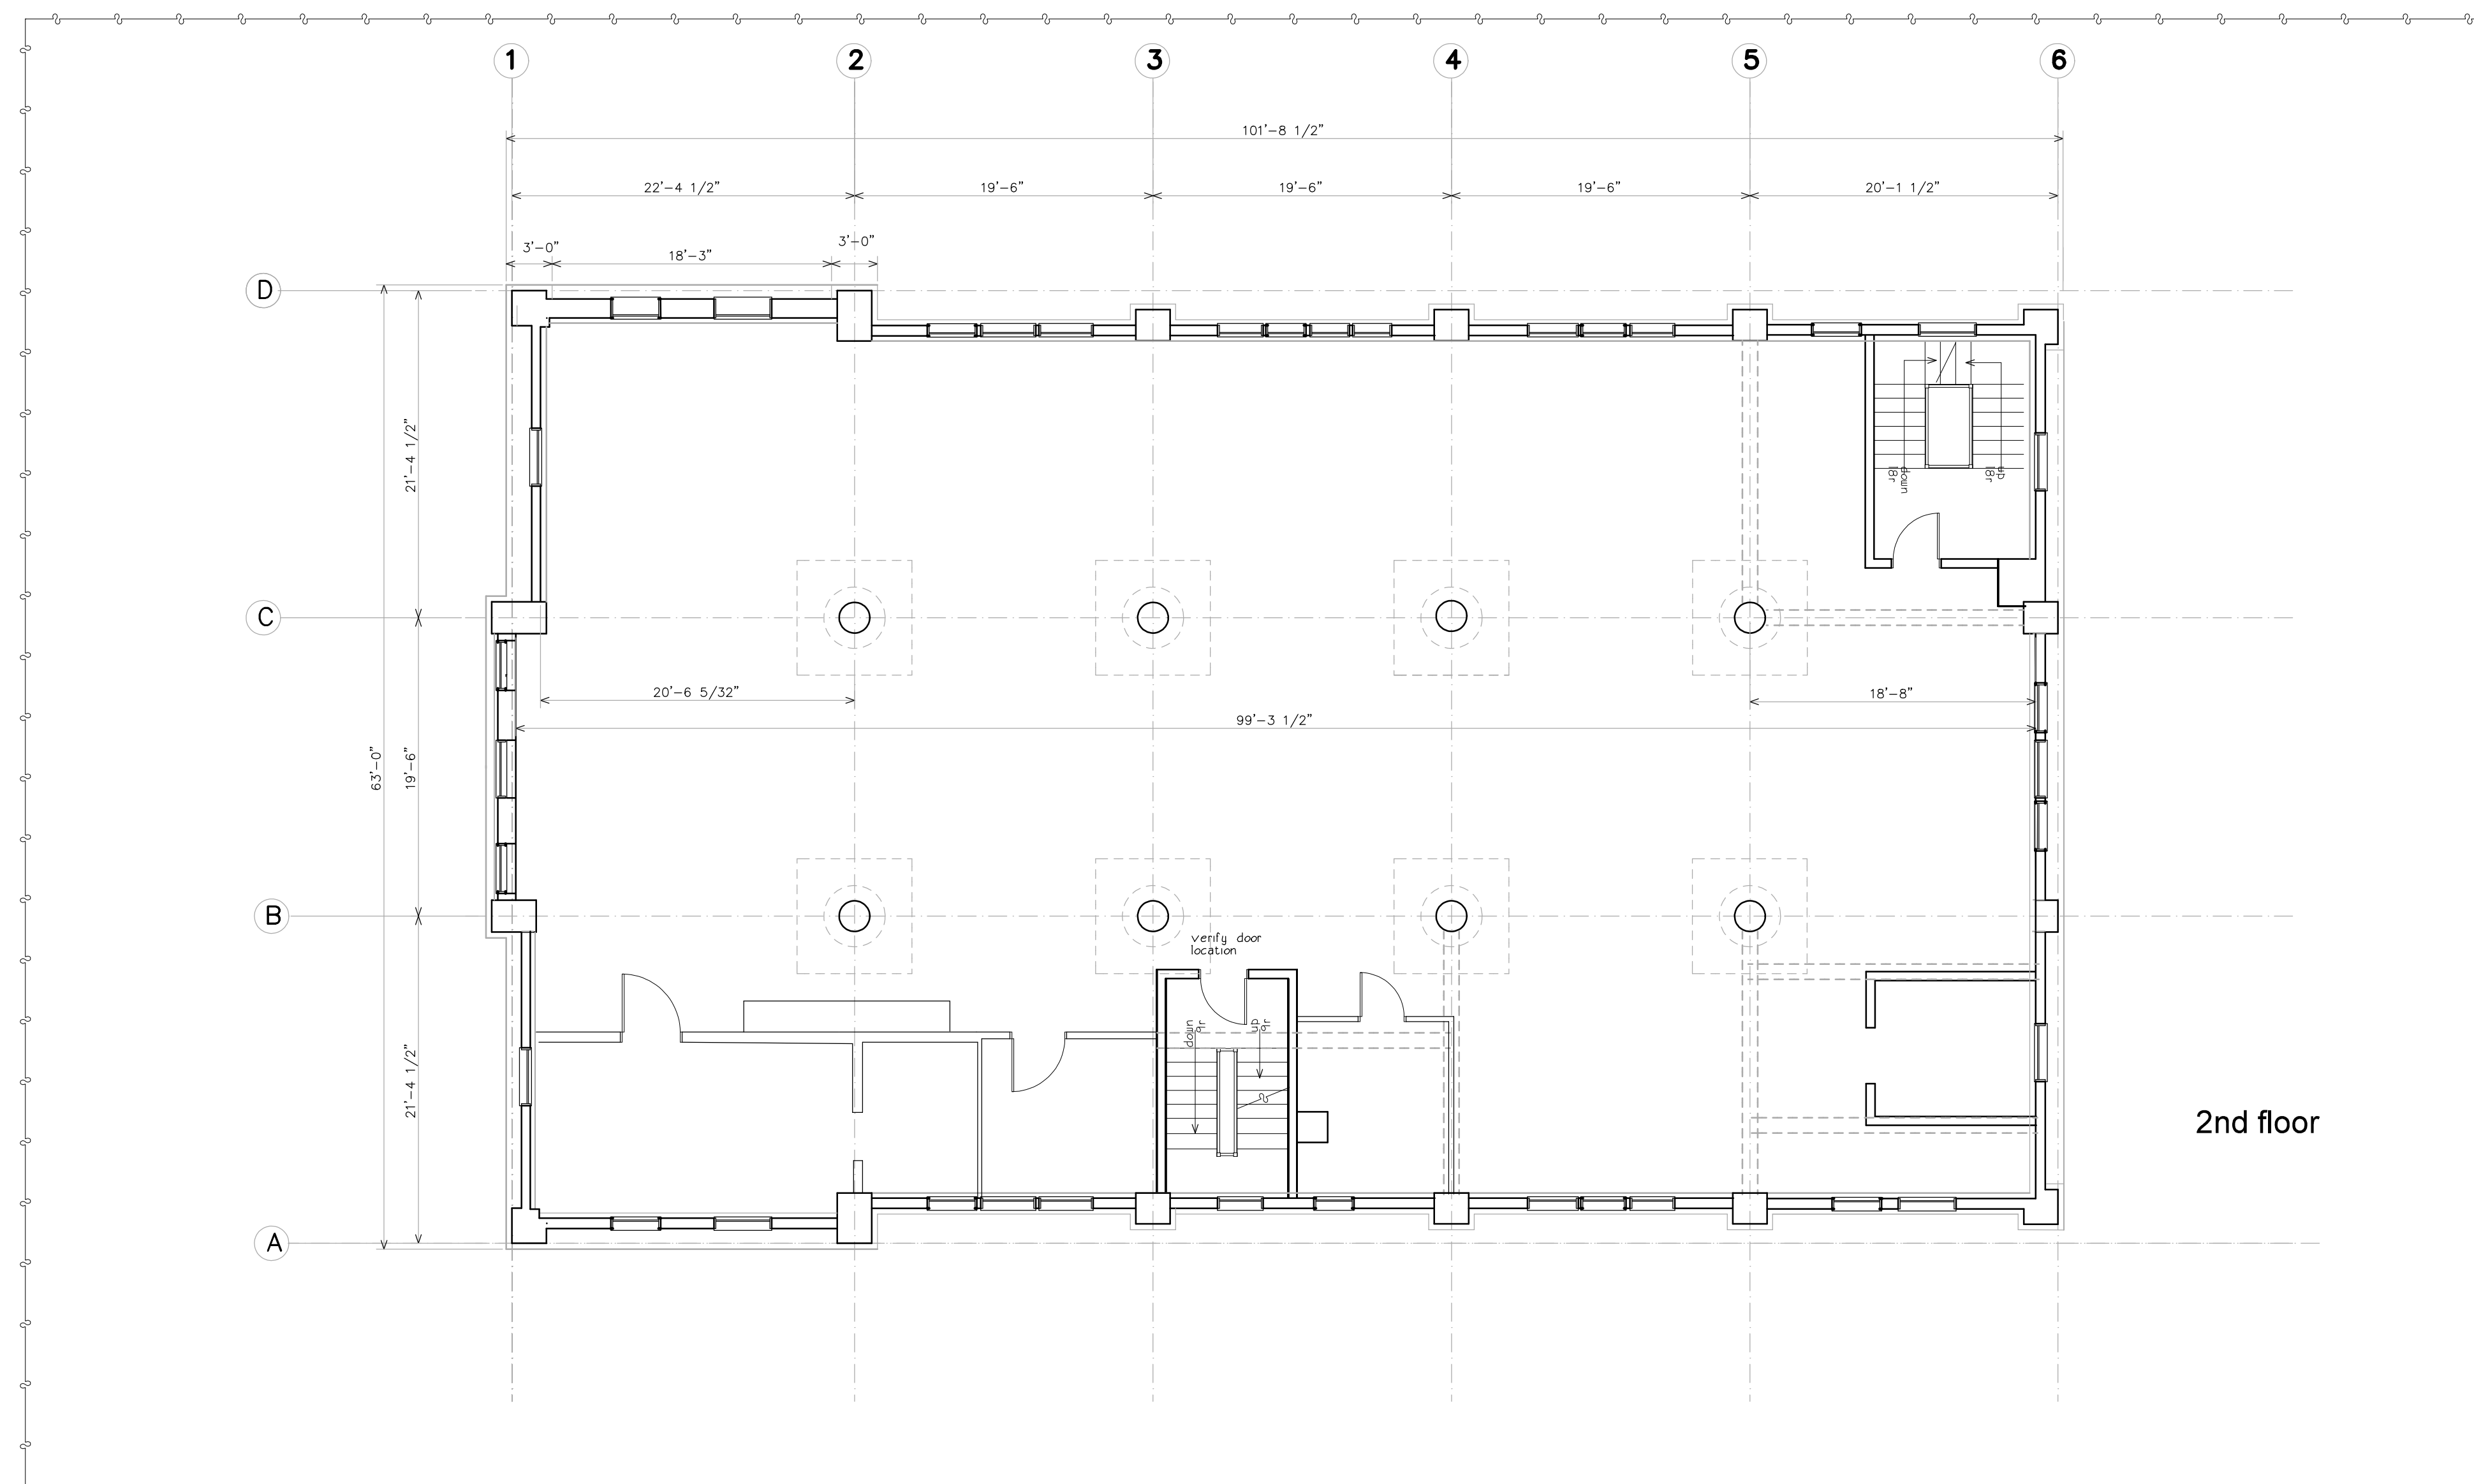 1
2
3
4
5
6
101'-8 1/2"
22'-4 1/2"
19'-6"
19'-6"
19'-6"
20'-1 1/2"
3'-0"
18'-3"
3'-0"
D
21'-4 1/2"
18r
down
18r
up
C
20'-6 5/32"
18'-8"
99'-3 1/2"
63'-0"
19'-6"
B
verify door
location
down
9r
up
9r
21'-4 1/2"
2nd floor
A